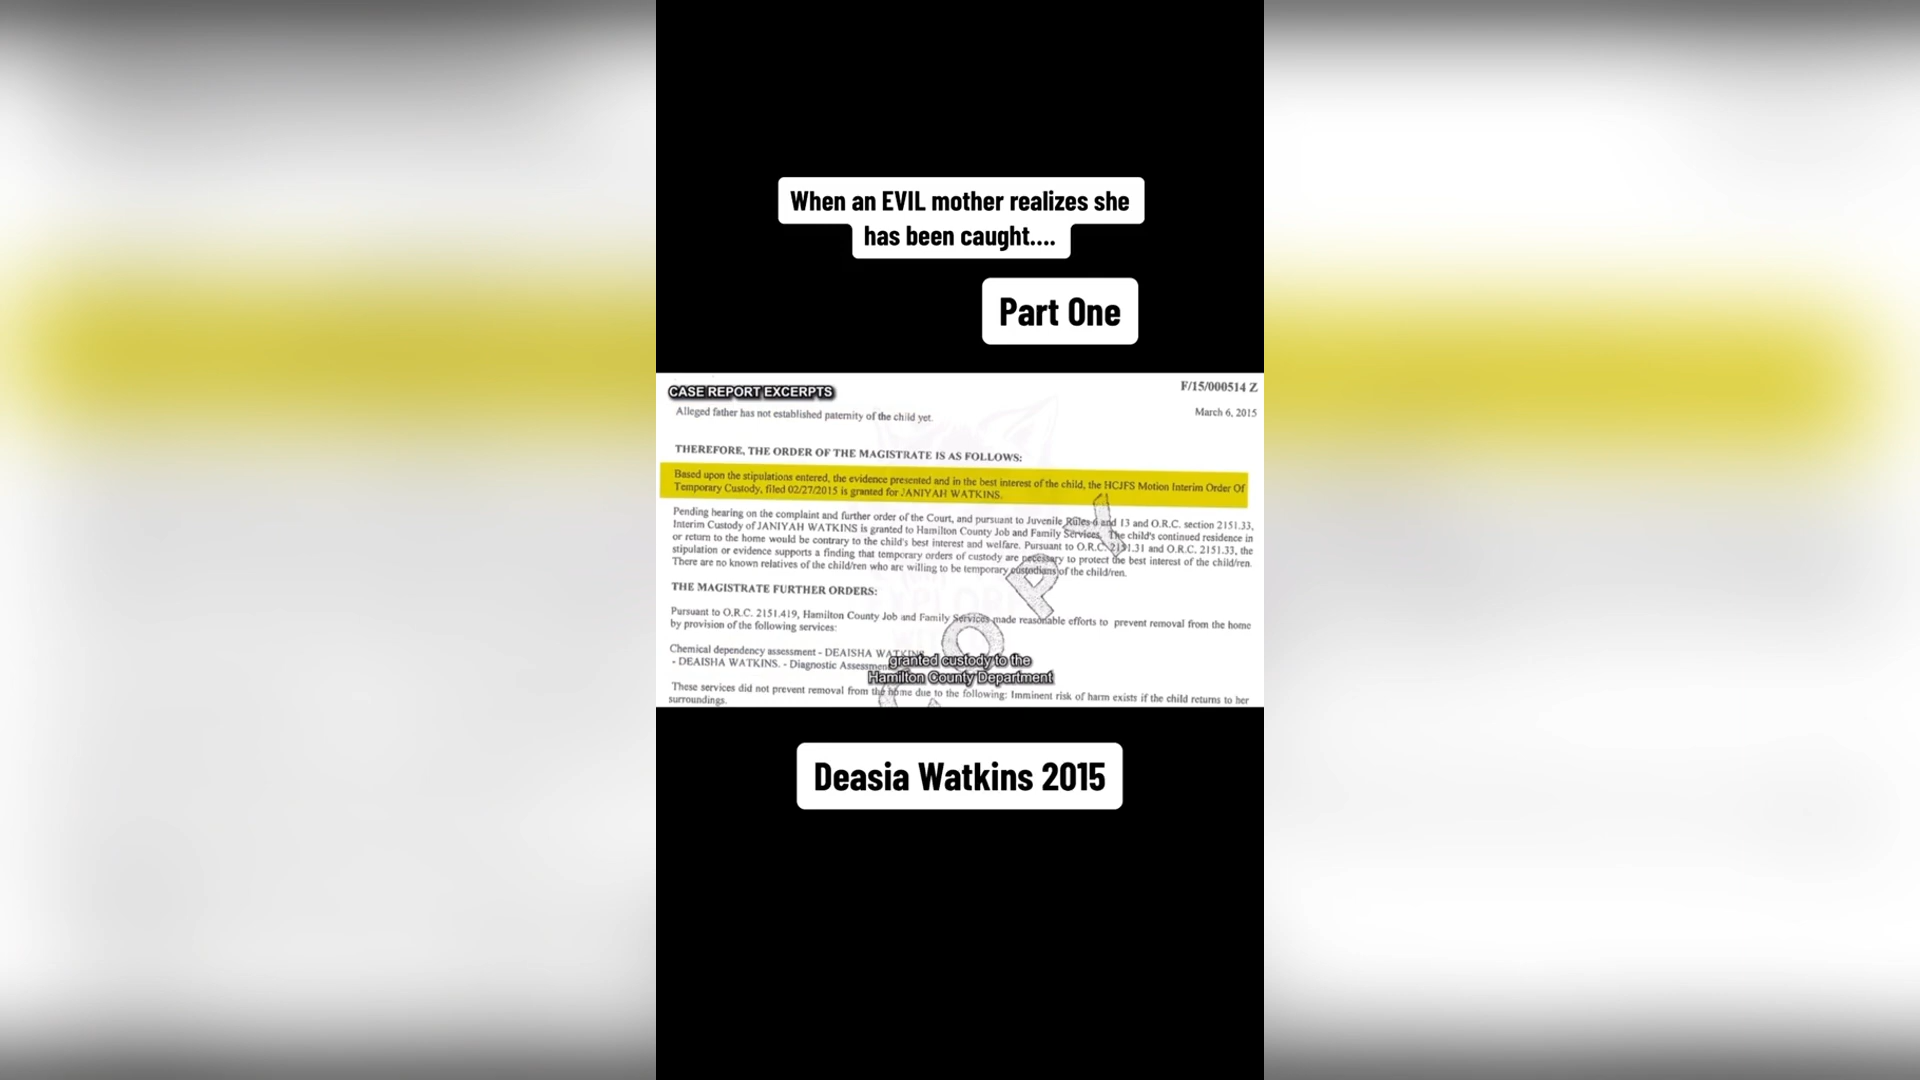 When an EVIL mother realizes she
has been caught....
Part One
CASE REPORT EXCERPTS
F/15/000514 Z
Alleged father has not established paternity of the child yet.
March 6, 2015
THEREFORE, THE ORDER OF THE MAGISTRATE IS AS FOLLOWS:
Based upon the stipulations entered, the evidence presented and in the best interest of the child, the HCJFS Motion Interim Order Of
Temporary Custody, filed 02/27/2015 is granted for JANIYAH WATKINS.
Pending hearing on the complaint and further order of the Court, and pursuant to Juvenile Rules 6 and 13 and O.R.C. section 2151.33,
Interim Custody of JANIYAH WATKINS is granted to Hamilton County Job and Family Services. The child's continued residence in
or return to the home would be contrary to the child's best interest and welfare. Pursuant to O.R.C. 2151.31 and O.R.C. 2151.33, the
stipulation or evidence supports a finding that temporary orders of custody are necessary to protect the best interest of the child/ren.
There are no known relatives of the child/ren who are willing to be temporary custodians of the child/ren.
THE MAGISTRATE FURTHER ORDERS:
Pursuant to O.R.C. 2151.419, Hamilton County Job and Family Services made reasonable efforts to prevent removal from the home
by provision of the following services:
Chemical dependency assessment - DEAISHA WATKINS
- DEAISHA WATKINS. - Diagnostic Assessment
granted custody to the
Hamilton County Department
These services did not prevent removal from the home due to the following: Imminent risk of harm exists if the child returns to her
surroundings.
COPY
Deasia Watkins 2015